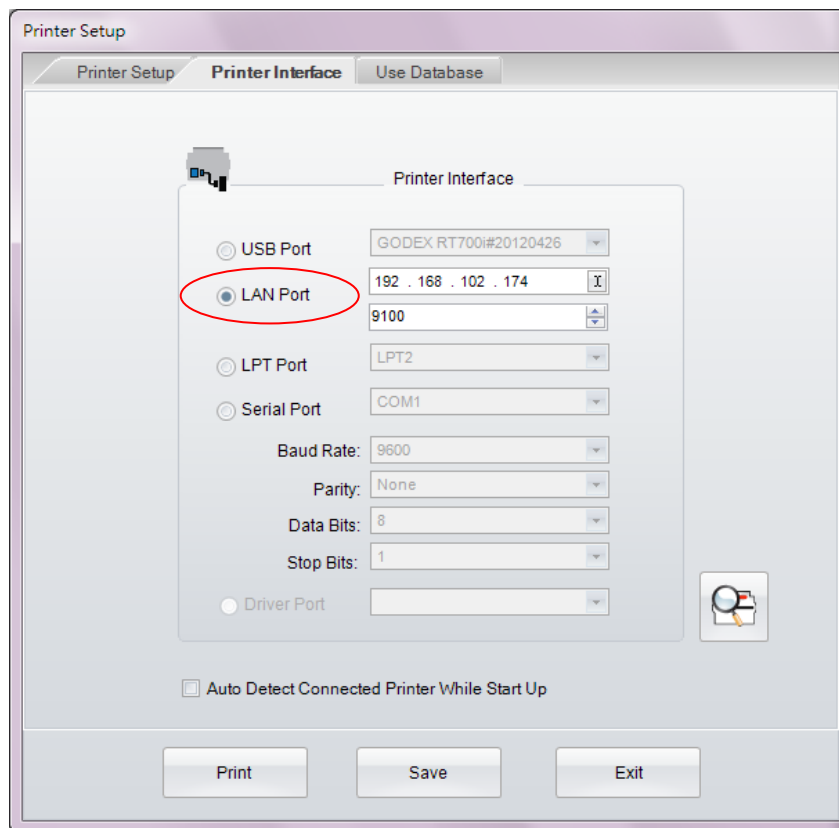 Printer Setup
Printer Setup Printer Interface Use Database
Printer Interface
USB Port GODEX RT700i#20120426
LAN Port 192 . 168 . 102 . 174
9100
LPT Port LPT2
Serial Port COM1
Baud Rate: 9600
Parity: None
Data Bits: 8
Stop Bits: 1
Driver Port
Auto Detect Connected Printer While Start Up
Print Save Exit